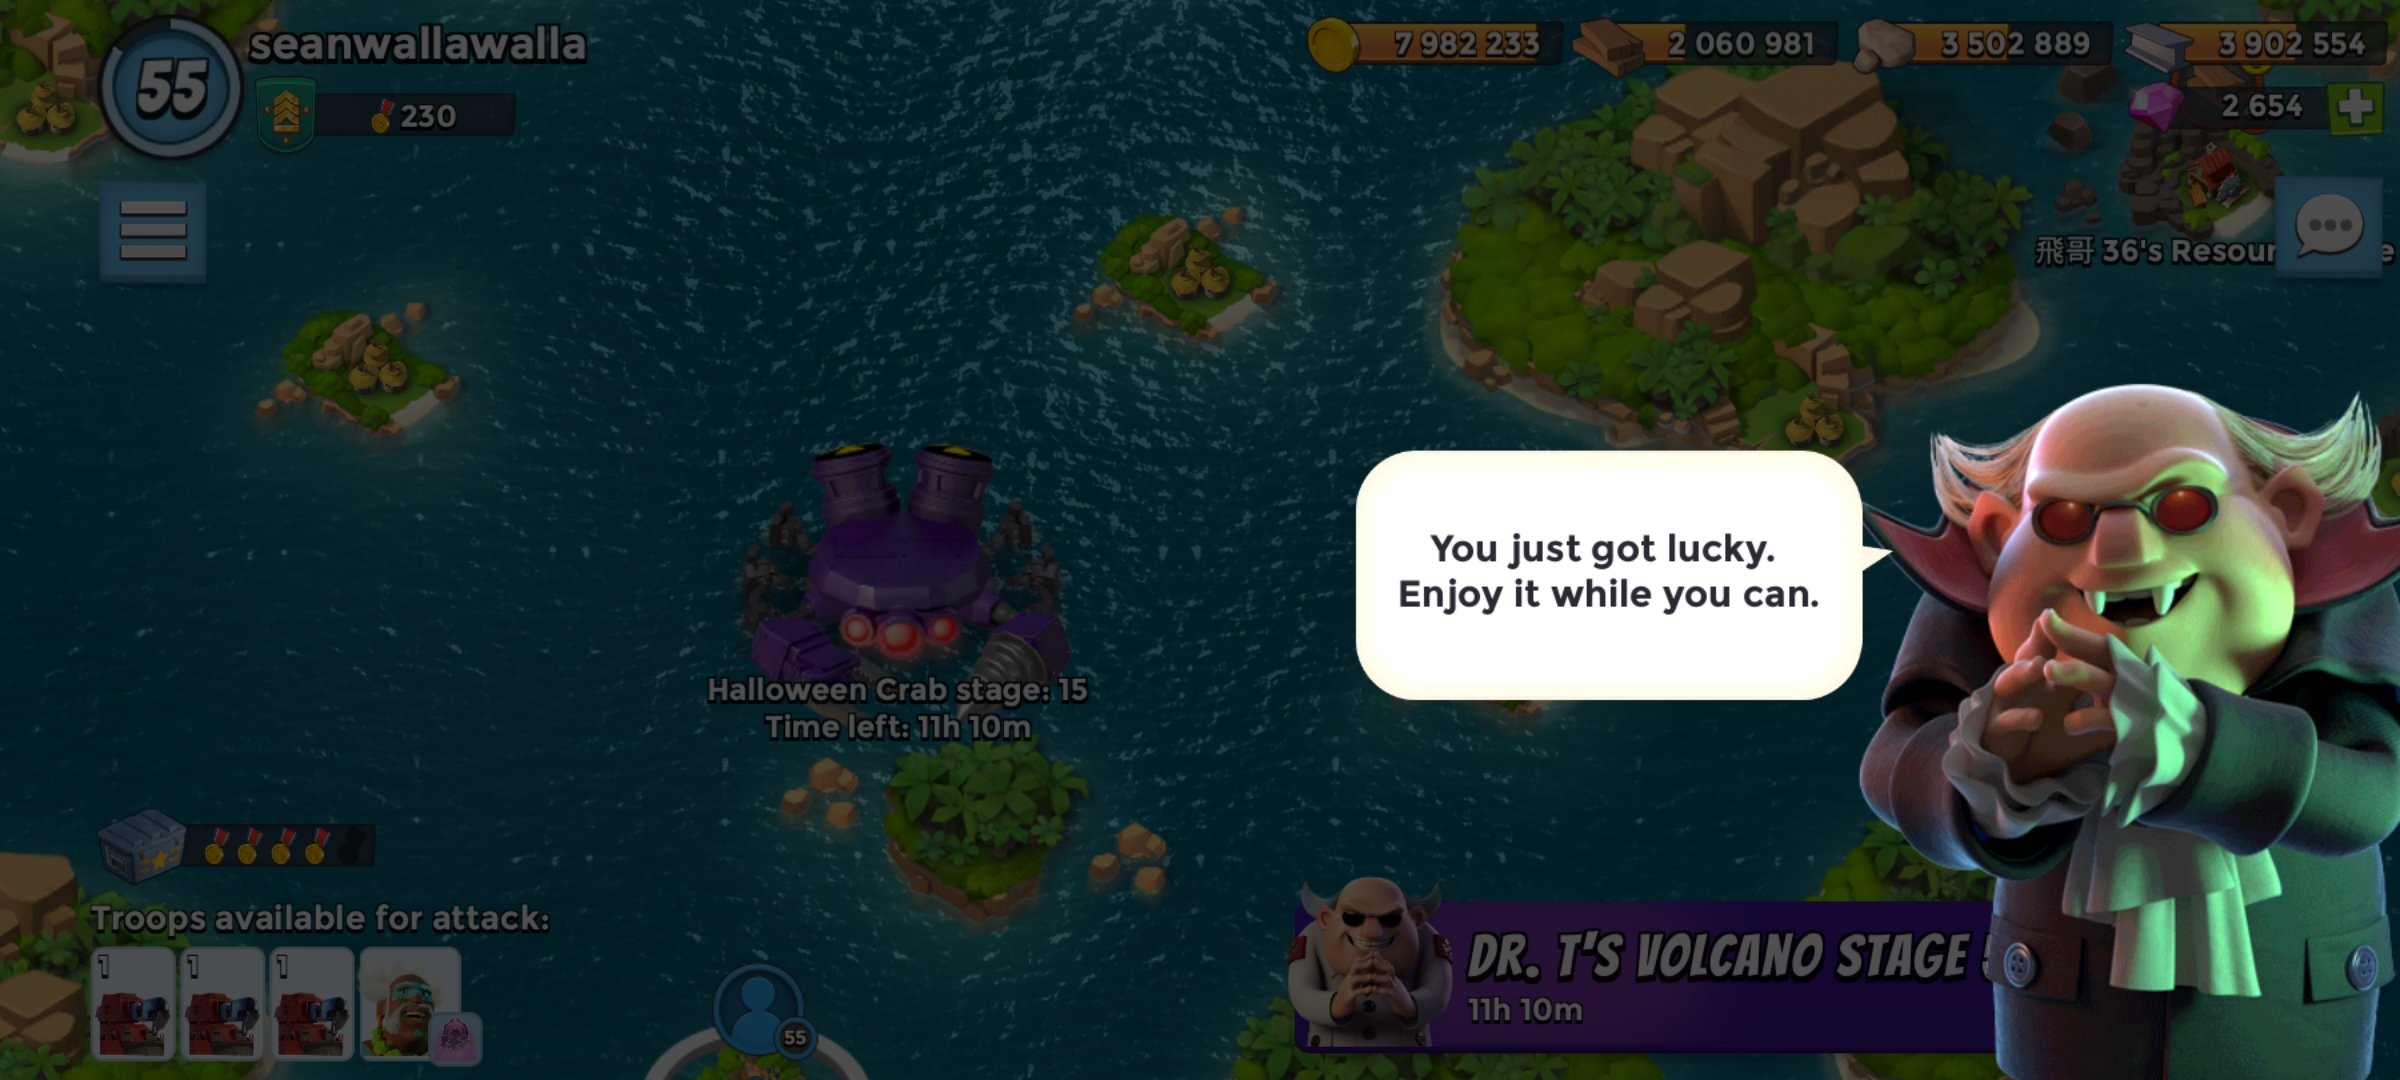 55
seanwallawalla
230
7 982 233
2 060 981
3 502 889
3 902 554
2 654
飛哥 36's Resour
You just got lucky.
Enjoy it while you can.
Halloween Crab stage: 15
Time left: 11h 10m
Troops available for attack:
1
1
1
55
DR. T'S VOLCANO STAGE
11h 10m